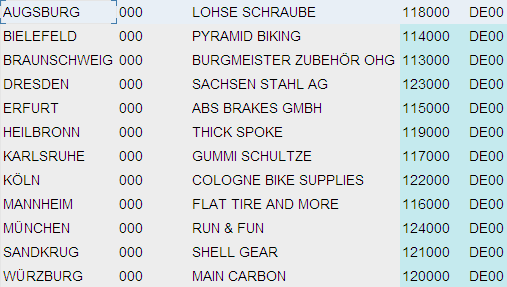 AUGSBURG 000 LOHSE SCHRAUBE 118000 DE00
BIELEFELD 000 PYRAMID BIKING 114000 DE00
BRAUNSCHWEIG 000 BURGMEISTER ZUBEHÖR OHG 113000 DE00
DRESDEN 000 SACHSEN STAHL AG 123000 DE00
ERFURT 000 ABS BRAKES GMBH 115000 DE00
HEILBRONN 000 THICK SPOKE 119000 DE00
KARLSRUHE 000 GUMMI SCHULTZE 117000 DE00
KÖLN 000 COLOGNE BIKE SUPPLIES 122000 DE00
MANNHEIM 000 FLAT TIRE AND MORE 116000 DE00
MÜNCHEN 000 RUN & FUN 124000 DE00
SANDKRUG 000 SHELL GEAR 121000 DE00
WÜRZBURG 000 MAIN CARBON 120000 DE00